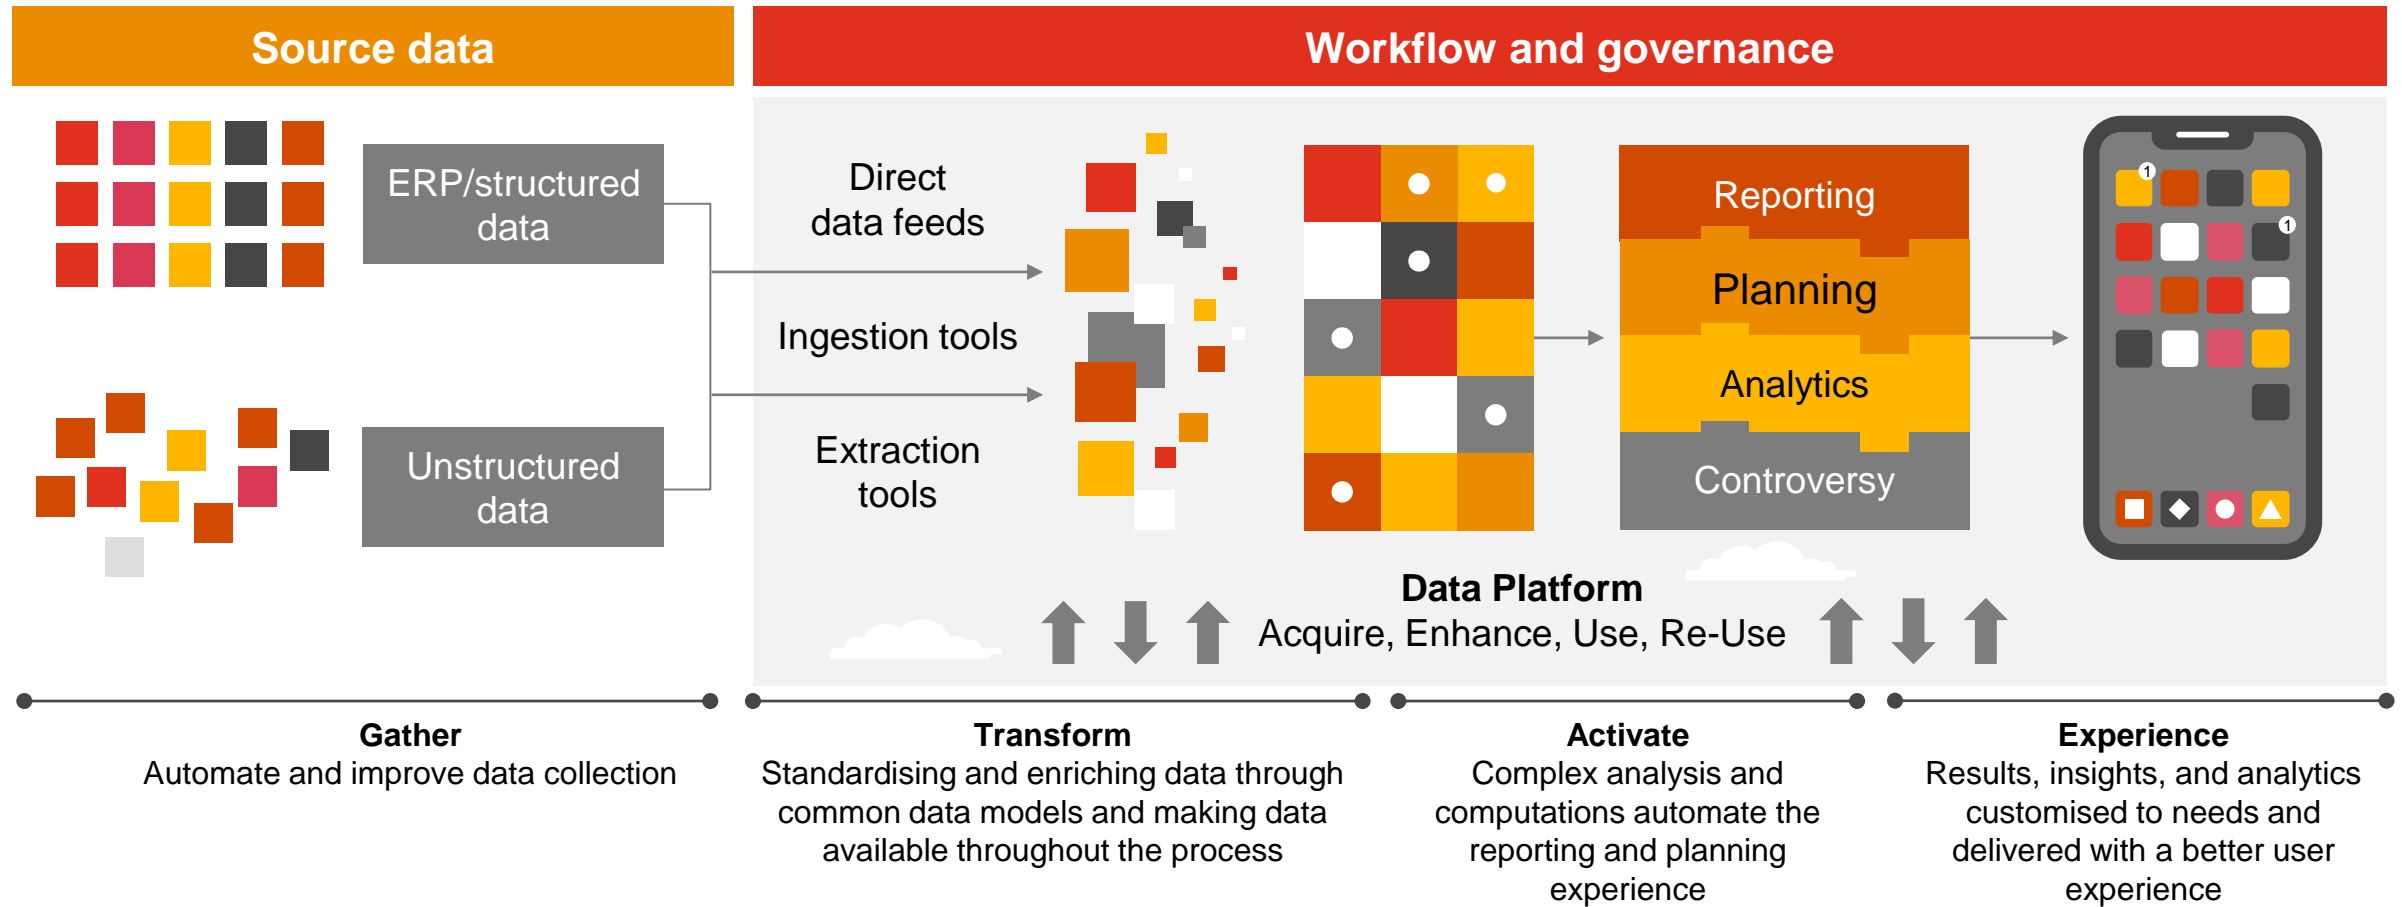 Source data
Workflow and governance
ERP/structured
data
Unstructured
data
Direct
data feeds
Ingestion tools
Extraction
tools
Reporting
Planning
Analytics
Controversy
1
1
Data Platform
Acquire, Enhance, Use, Re-Use
Gather
Automate and improve data collection
Transform
Standardising and enriching data through
common data models and making data
available throughout the process
Activate
Complex analysis and
computations automate the
reporting and planning
experience
Experience
Results, insights, and analytics
customised to needs and
delivered with a better user
experience